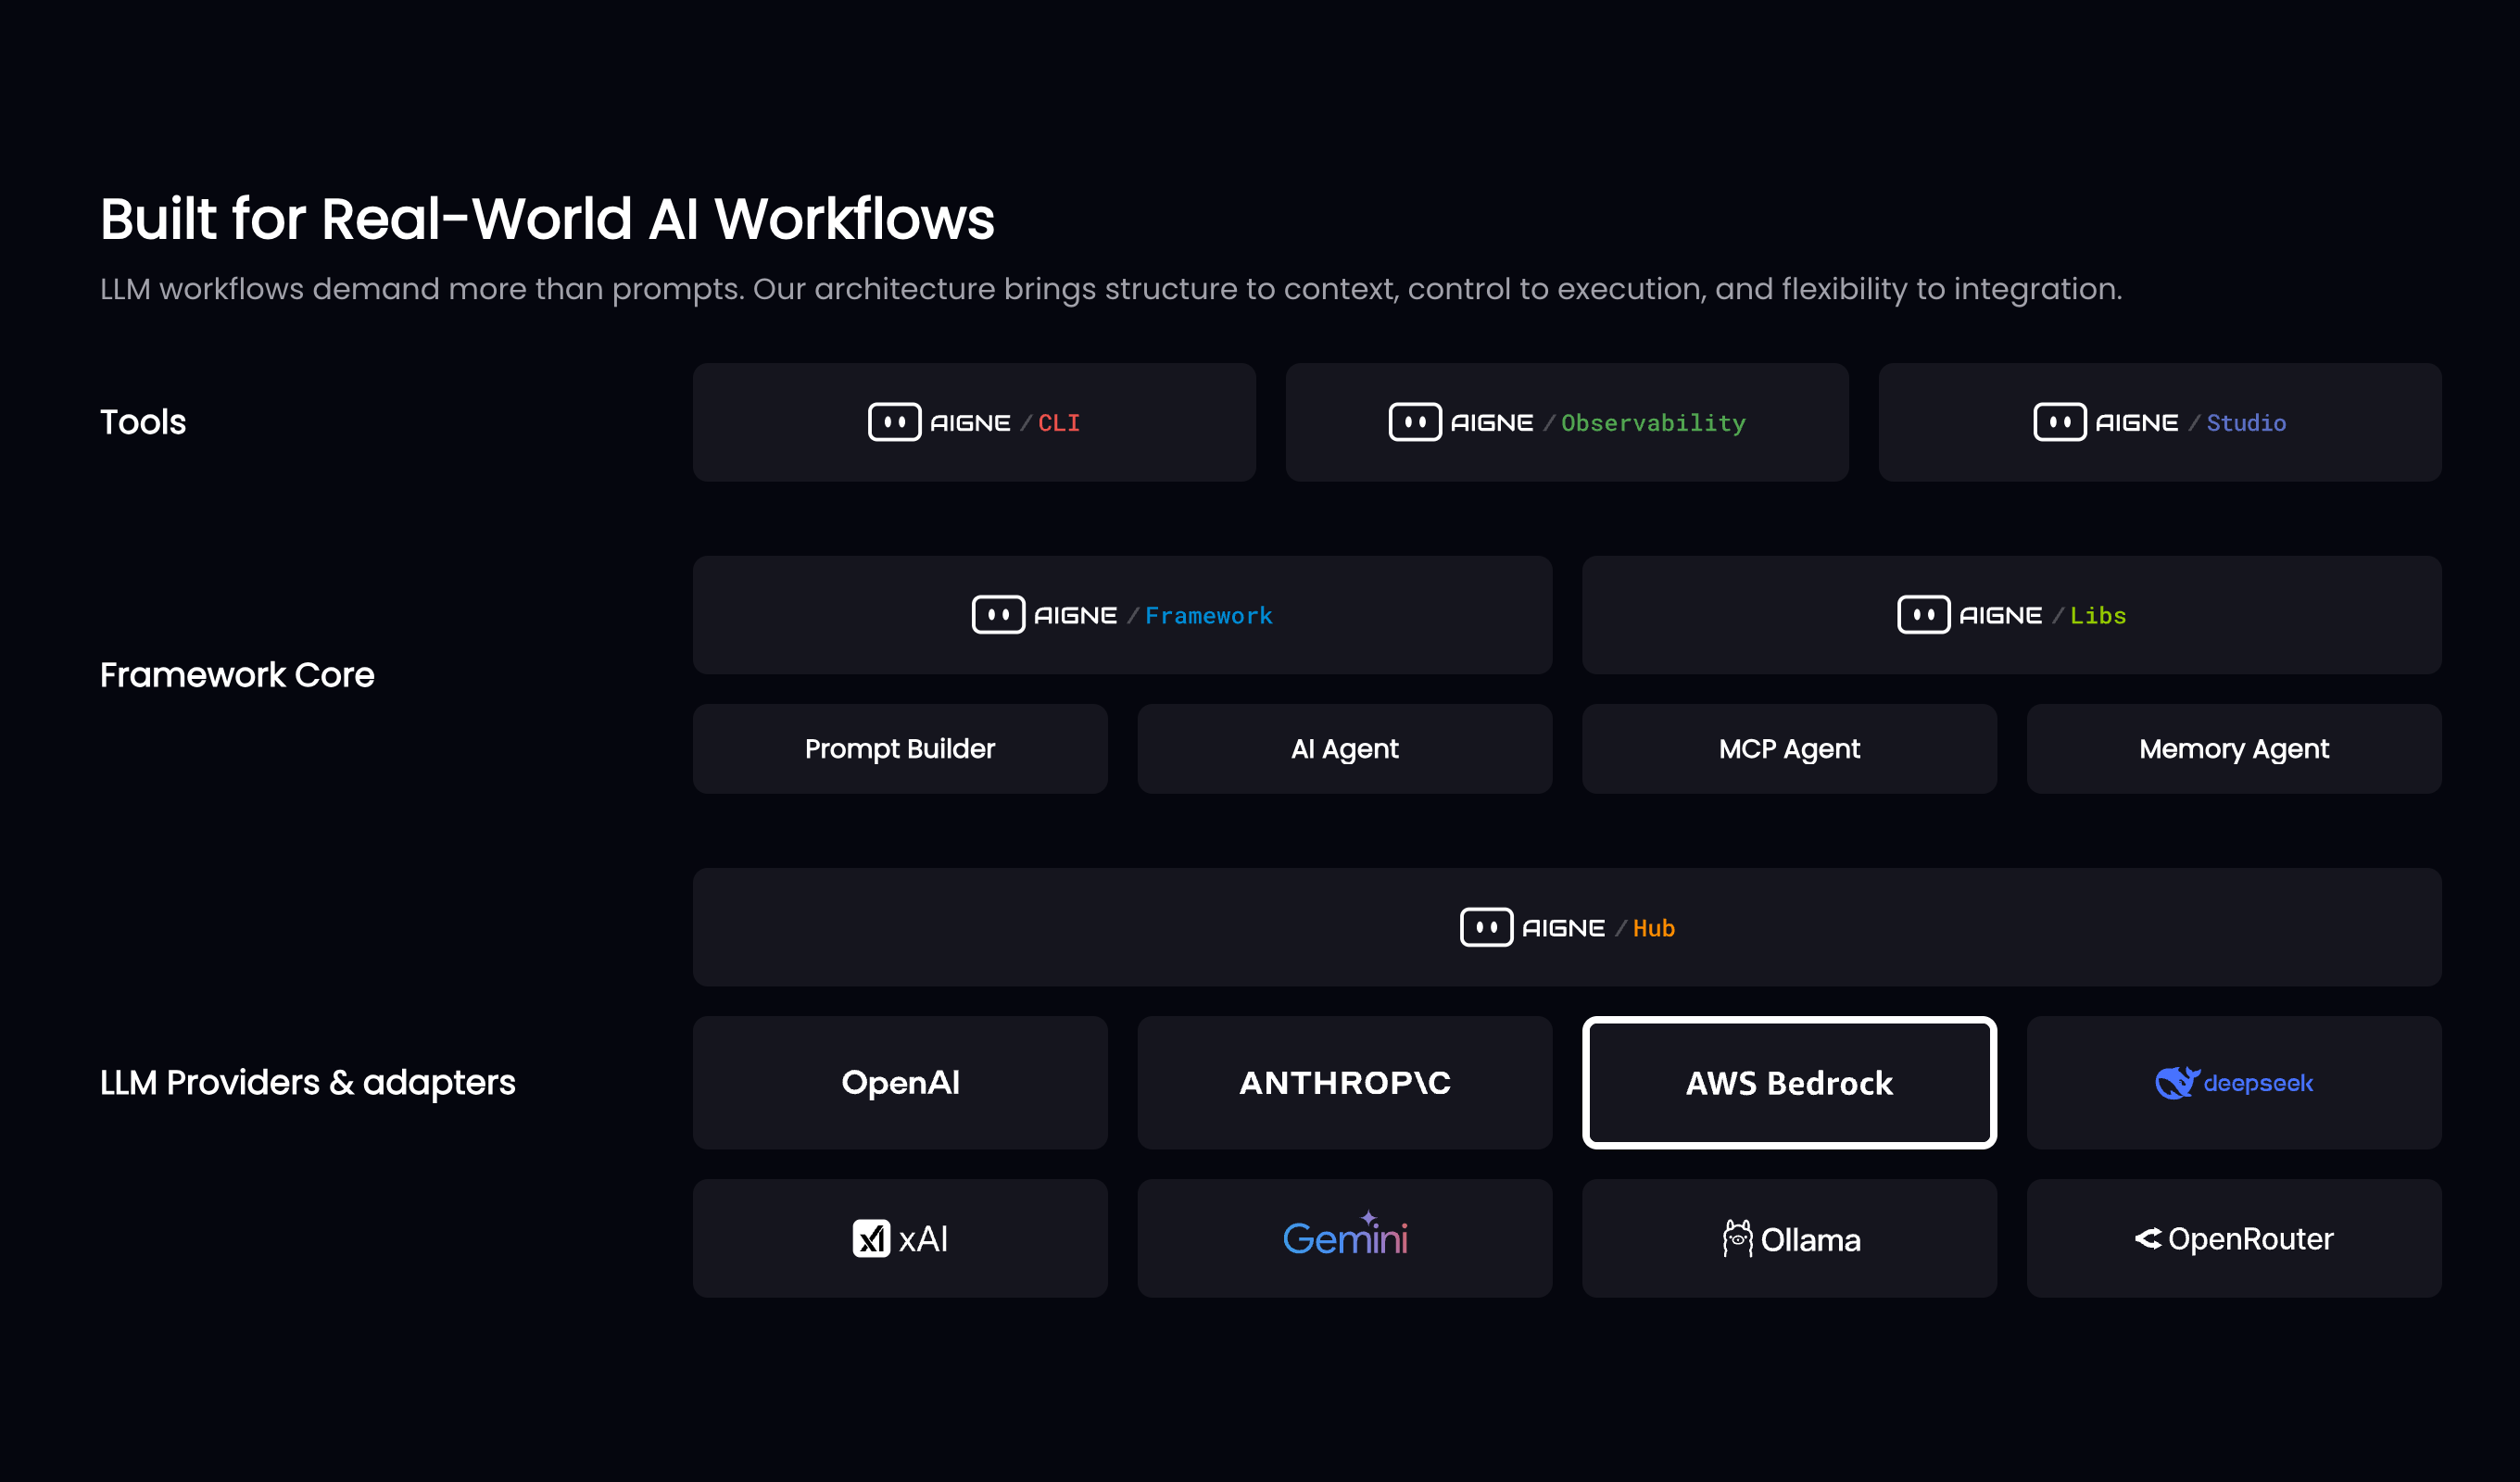 Built for Real-World AI Workflows
LLM workflows demand more than prompts. Our architecture brings structure to context, control to execution, and flexibility to integration.
Tools
AIGNE / CLI
AIGNE / Observability
AIGNE / Studio
Framework Core
AIGNE / Framework
AIGNE / Libs
Prompt Builder
AI Agent
MCP Agent
Memory Agent
LLM Providers & adapters
AIGNE / Hub
OpenAI
ANTHROP\C
AWS Bedrock
deepseek
xAI
Gemini
Ollama
OpenRouter